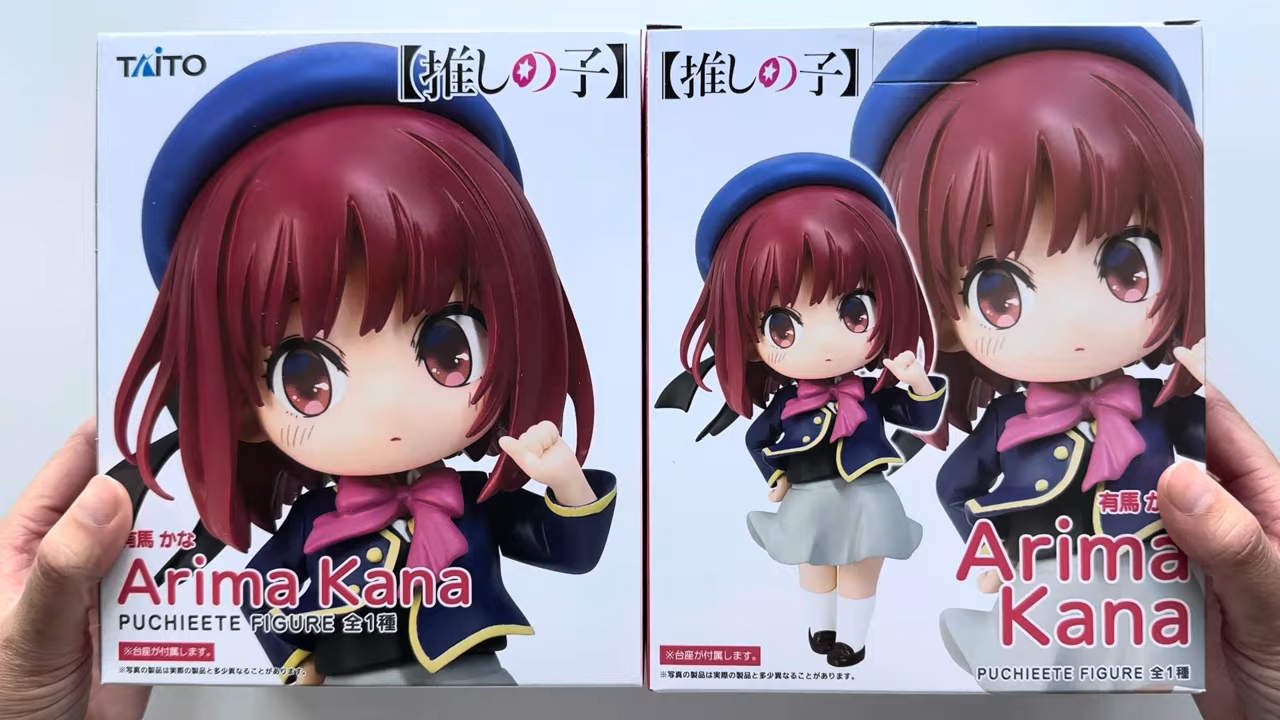 TAITO
【推しの子】
有馬 かな
Arima Kana
PUCHIEETE FIGURE 全1種
※台座が付属します。
※写真の製品は実際の製品と多少異なることがあります。
【推しの子】
有馬 か
Arima
Kana
PUCHIEETE FIGURE 全1種
※台座が付属します。
※写真の製品は実際の製品と多少異なることがあります。